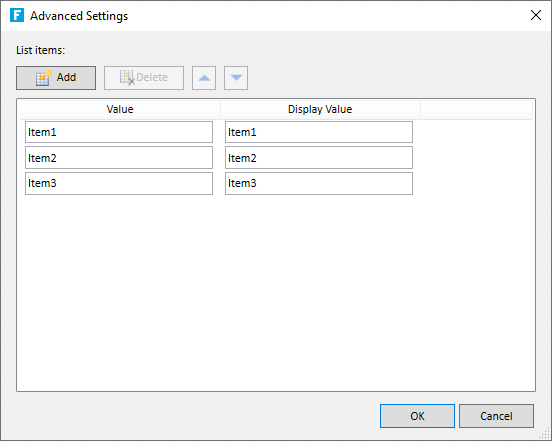 F Advanced Settings
List items:
Add Delete
Value Display Value
Item1 Item1
Item2 Item2
Item3 Item3
OK Cancel